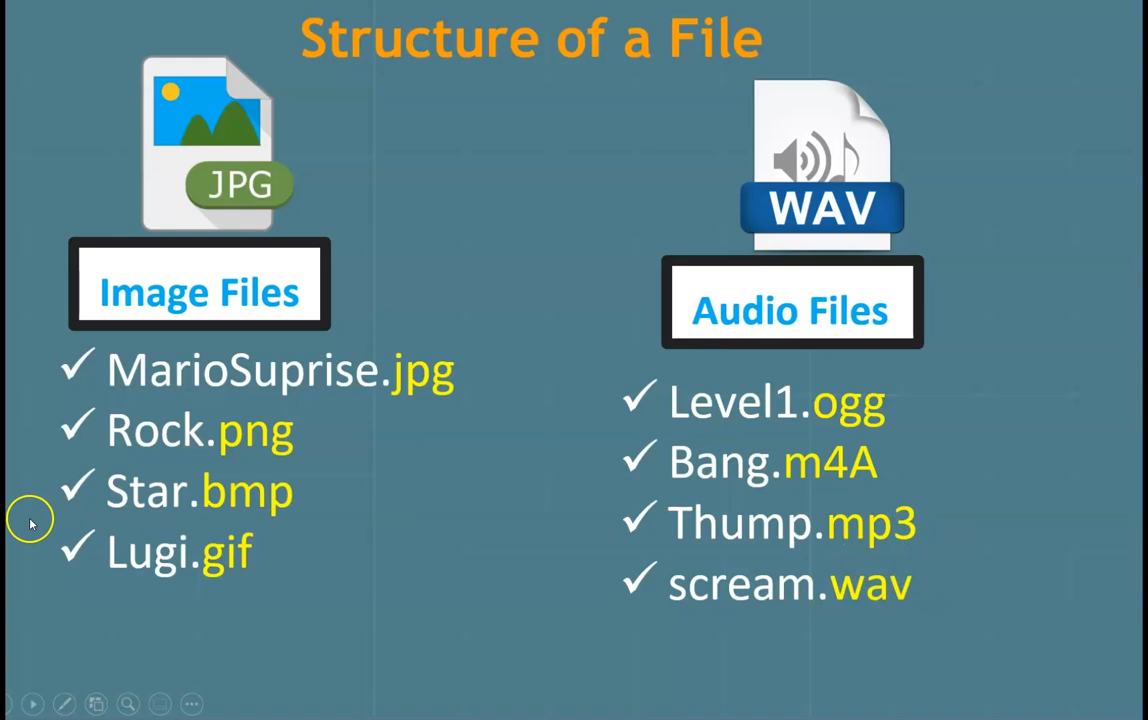 Structure of a File
JPG
Image Files
MarioSuprise.jpg
Rock.png
Star.bmp
Lugi.gif
WAV
Audio Files
Level1.ogg
Bang.m4A
Thump.mp3
scream.wav